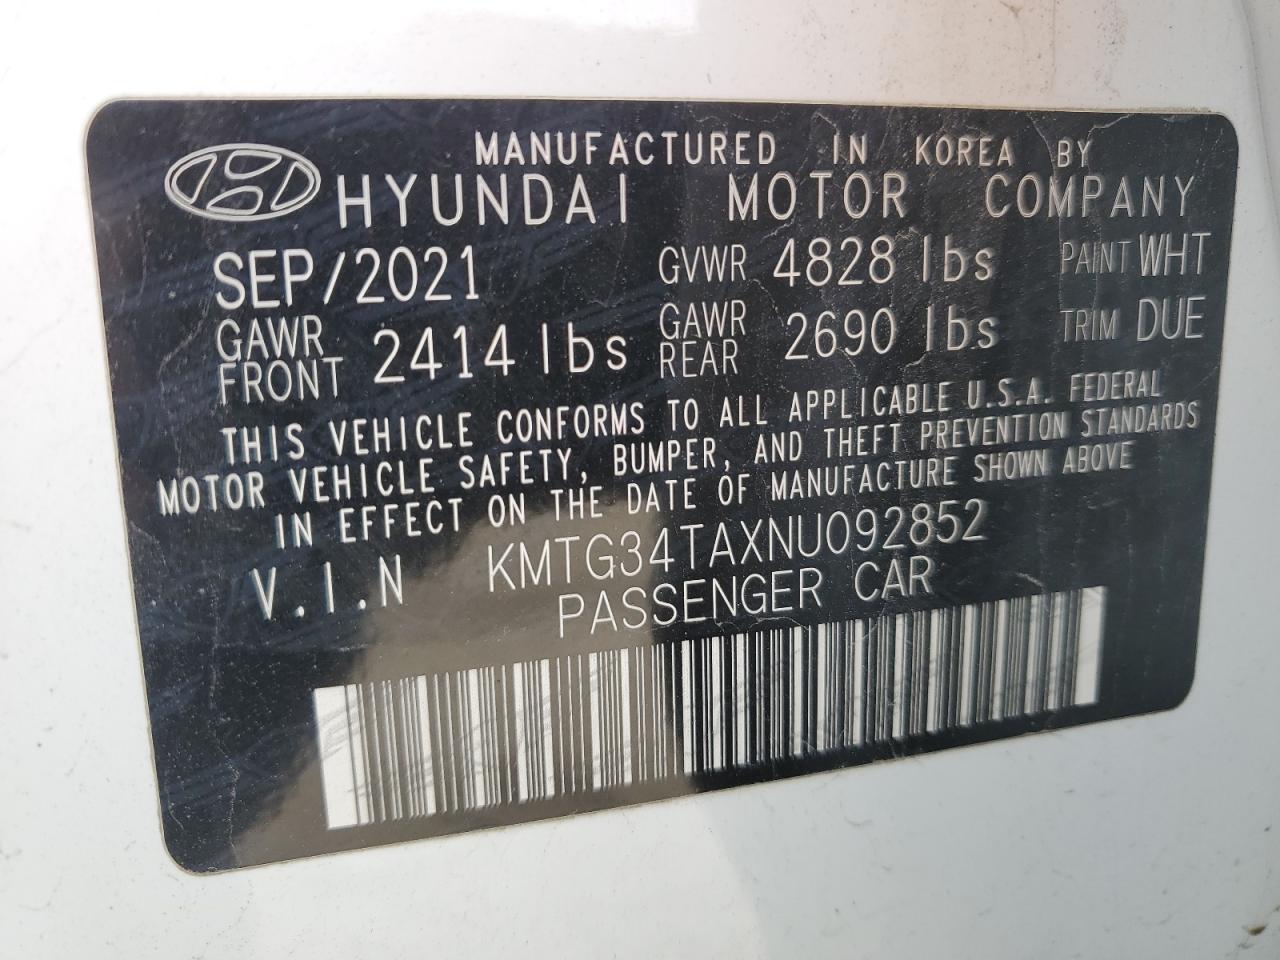 MANUFACTURED IN KOREA BY
HYUNDAI MOTOR COMPANY
SEP/2021 GVWR 4828 lbs PAINT WHT
GAWR FRONT 2414 lbs GAWR REAR 2690 lbs TRIM DUE
THIS VEHICLE CONFORMS TO ALL APPLICABLE U.S.A. FEDERAL
MOTOR VEHICLE SAFETY, BUMPER, AND THEFT PREVENTION STANDARDS
IN EFFECT ON THE DATE OF MANUFACTURE SHOWN ABOVE
V.I.N KMTG34TAXNU092852
PASSENGER CAR